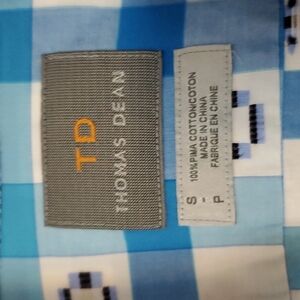 TD
THOMAS DEAN
100% PIMA COTTON/COTON
MADE IN CHINA
FABRIQUE EN CHINE
S - P